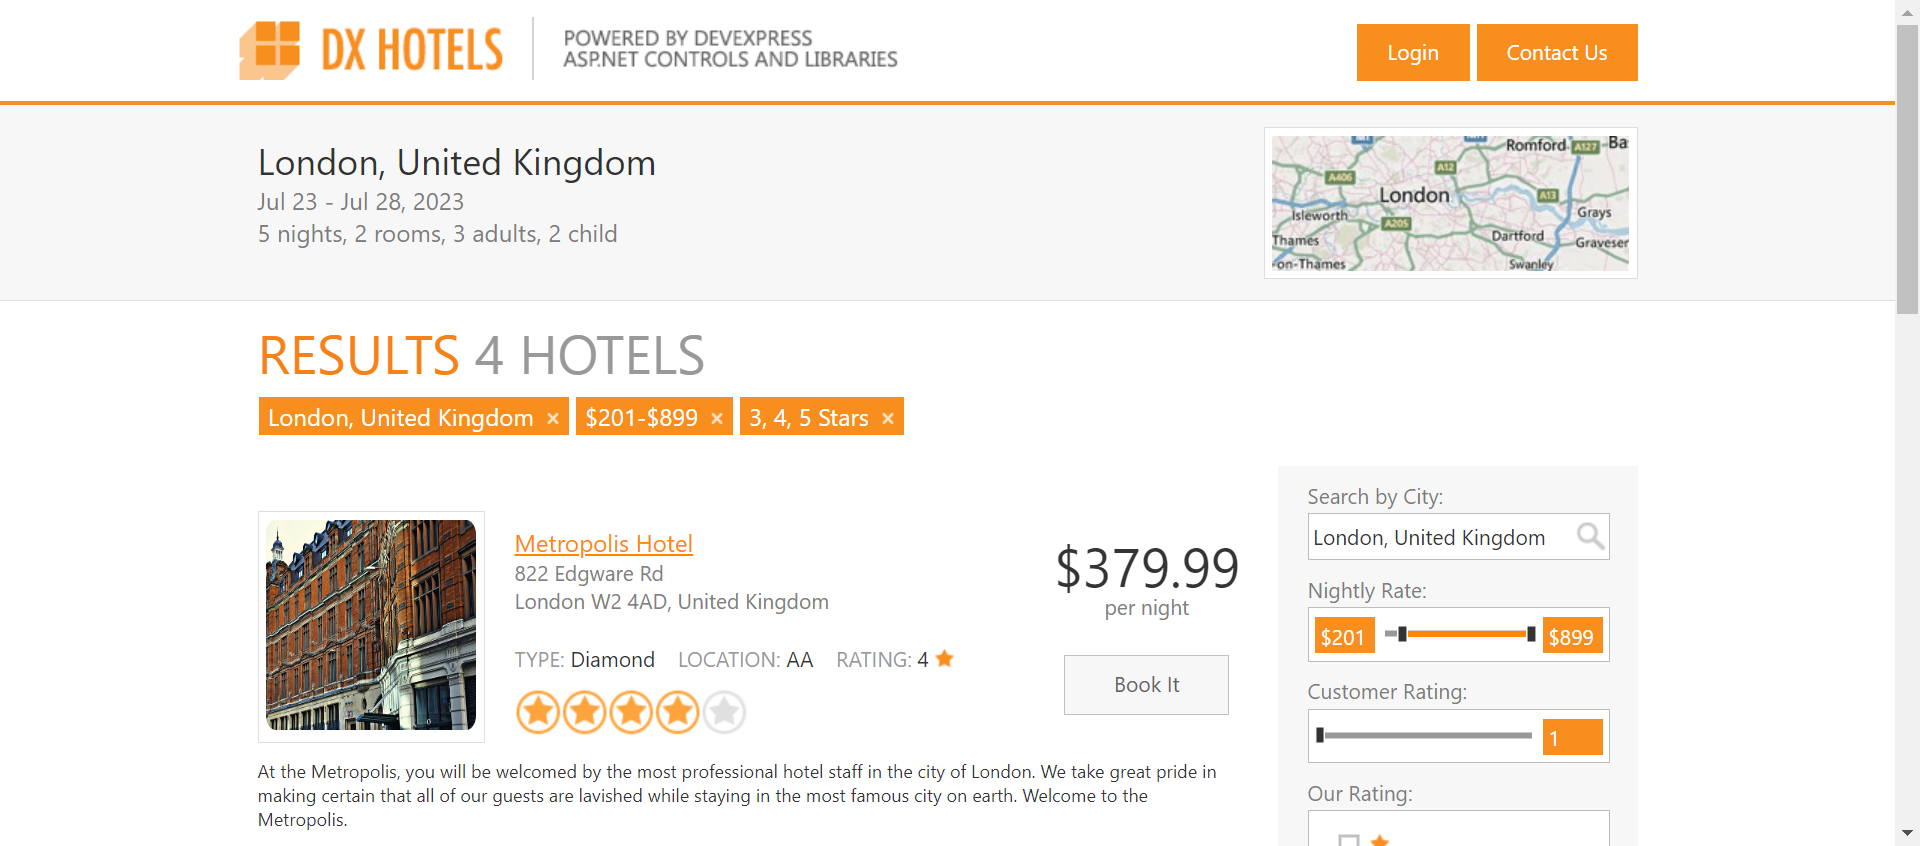 DX HOTELS
POWERED BY DEVEXPRESS
ASP.NET CONTROLS AND LIBRARIES
Login
Contact Us
London, United Kingdom
Jul 23 - Jul 28, 2023
5 nights, 2 rooms, 3 adults, 2 child
Romford
A127
Ba
A12
A406
London
A13
Isleworth
A205
Grays
Thames
Dartford
Gravesen
-on-Thames
Swanley
RESULTS 4 HOTELS
London, United Kingdom ×
$201-$899 ×
3, 4, 5 Stars ×
Metropolis Hotel
822 Edgware Rd
London W2 4AD, United Kingdom
TYPE: Diamond LOCATION: AA RATING: 4
$379.99
per night
Book It
At the Metropolis, you will be welcomed by the most professional hotel staff in the city of London. We take great pride in
making certain that all of our guests are lavished while staying in the most famous city on earth. Welcome to the
Metropolis.
Search by City:
London, United Kingdom
Nightly Rate:
$201
$899
Customer Rating:
1
Our Rating: